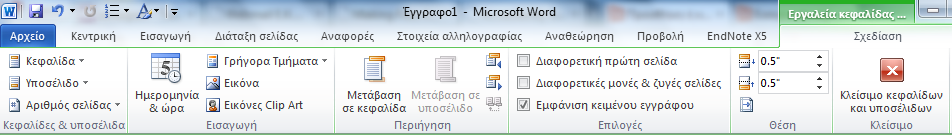 Έγγραφο1 - Microsoft Word
Εργαλεία κεφαλίδας ...
Αρχείο Κεντρική Εισαγωγή Διάταξη σελίδας Αναφορές Στοιχεία αλληλογραφίας Αναθεώρηση Προβολή EndNote X5 Σχεδίαση
Κεφαλίδα
Υποσέλιδο
Αριθμός σελίδας
Κεφαλίδες & υποσέλιδα
5
Ημερομηνία
& ώρα
Γρήγορα Τμήματα
Εικόνα
Εικόνες Clip Art
Εισαγωγή
Μετάβαση
σε κεφαλίδα
Μετάβαση σε
υποσέλιδο
Περιήγηση
Διαφορετική πρώτη σελίδα
Διαφορετικές μονές & ζυγές σελίδες
Εμφάνιση κειμένου εγγράφου
Επιλογές
0.5"
0.5"
Θέση
Κλείσιμο κεφαλίδων
και υποσέλιδων
Κλείσιμο